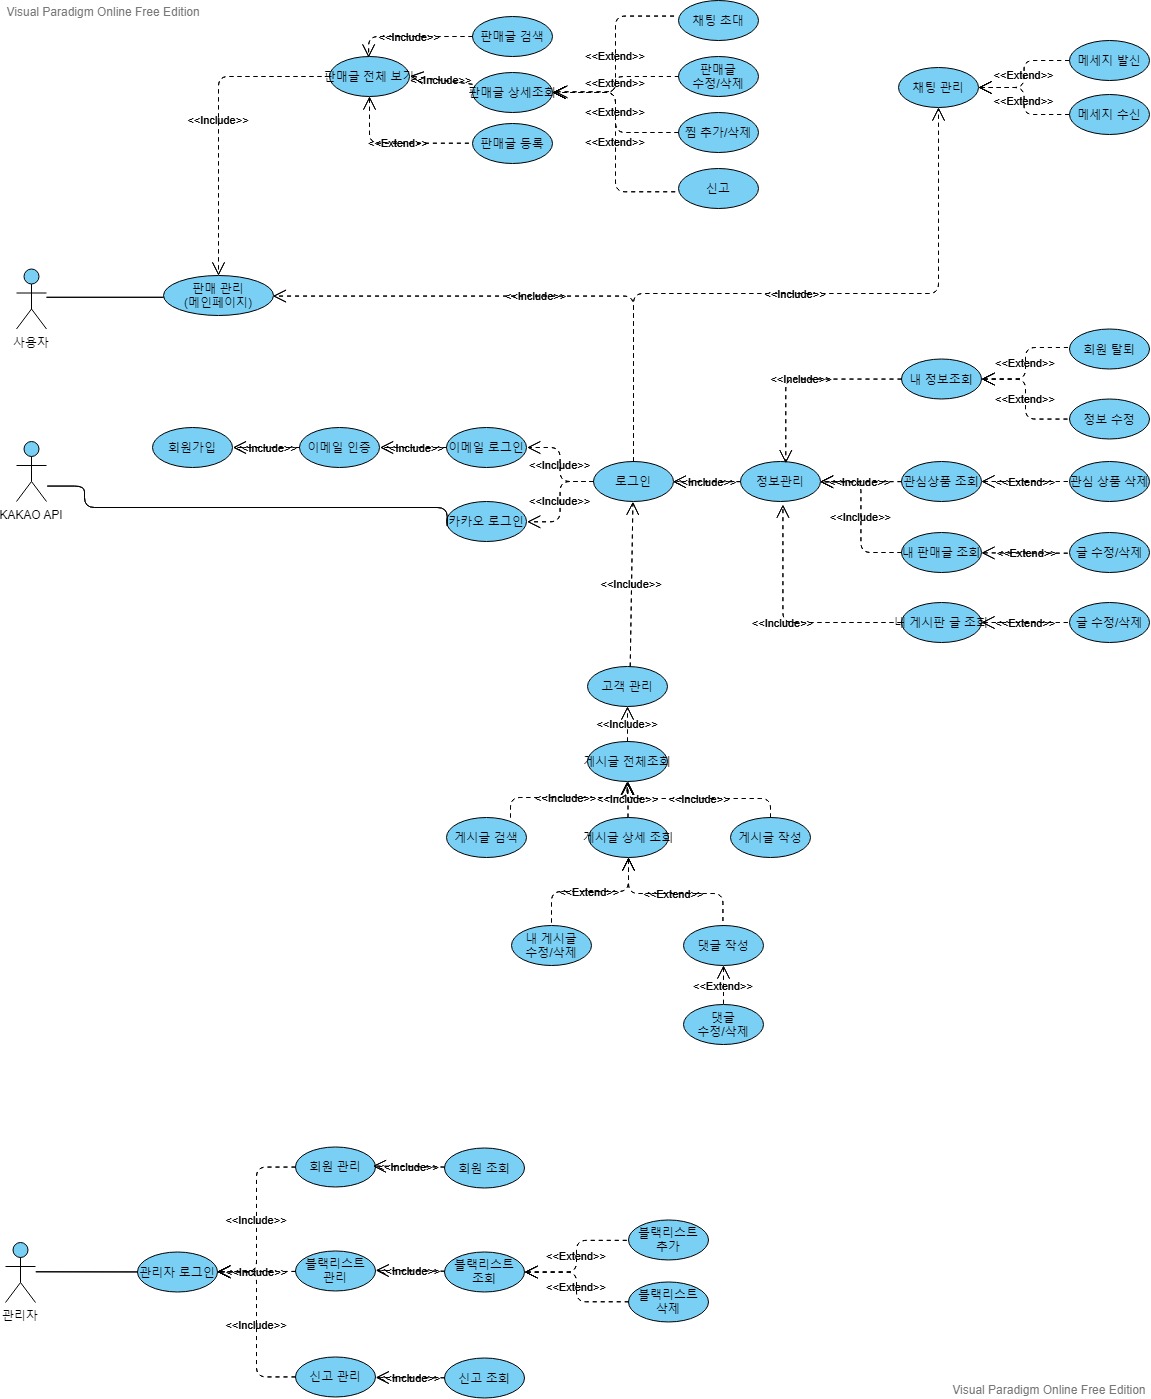 Visual Paradigm Online Free Edition
판매글 검색
<<Include>>
판매글 전체 보기
<<Include>>
판매글 상세조회
<<Extend>>
판매글 등록
<<Include>>
채팅 초대
<<Extend>>
판매글
수정/삭제
<<Extend>>
<<Extend>>
찜 추가/삭제
<<Extend>>
신고
채팅 관리
메세지 발신
<<Extend>>
<<Extend>>
메세지 수신
판매 관리
(메인페이지)
<<Include>>
<<Include>>
사용자
회원 탈퇴
<<Extend>>
내 정보조회
<<Include>>
<<Extend>>
정보 수정
회원가입
<<Include>>
이메일 인증
<<Include>>
이메일 로그인
<<Include>>
로그인
<<Include>>
정보관리
<<Include>>
관심상품 조회
<<Extend>>
관심 상품 삭제
<<Include>>
KAKAO API
카카오 로그인
<<Include>>
내 판매글 조회
<<Extend>>
글 수정/삭제
<<Include>>
<<Include>>
내 게시판 글 조회
<<Extend>>
글 수정/삭제
고객 관리
<<Include>>
게시글 전체조회
<<Include>>
<<Include>>
<<Include>>
게시글 검색
게시글 상세 조회
게시글 작성
<<Extend>>
<<Extend>>
내 게시글
수정/삭제
댓글 작성
<<Extend>>
댓글
수정/삭제
회원 관리
<<Include>>
회원 조회
<<Include>>
관리자
관리자 로그인
<<Include>>
블랙리스트
관리
<<Include>>
블랙리스트
조회
<<Extend>>
블랙리스트
추가
<<Extend>>
블랙리스트
삭제
<<Include>>
신고 관리
<<Include>>
신고 조회
Visual Paradigm Online Free Edition